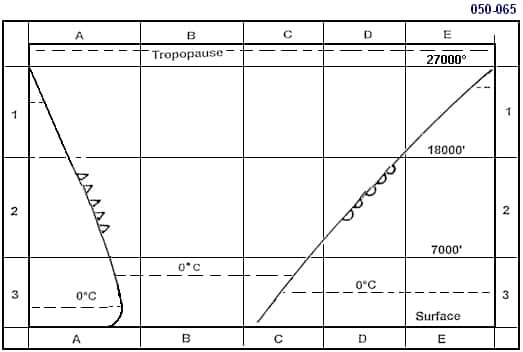 050-065
A B C D E
Tropopause
27000°
1 1
18000'
2 2
7000'
0°C
0°C 0°C
3 3
Surface
A B C D E